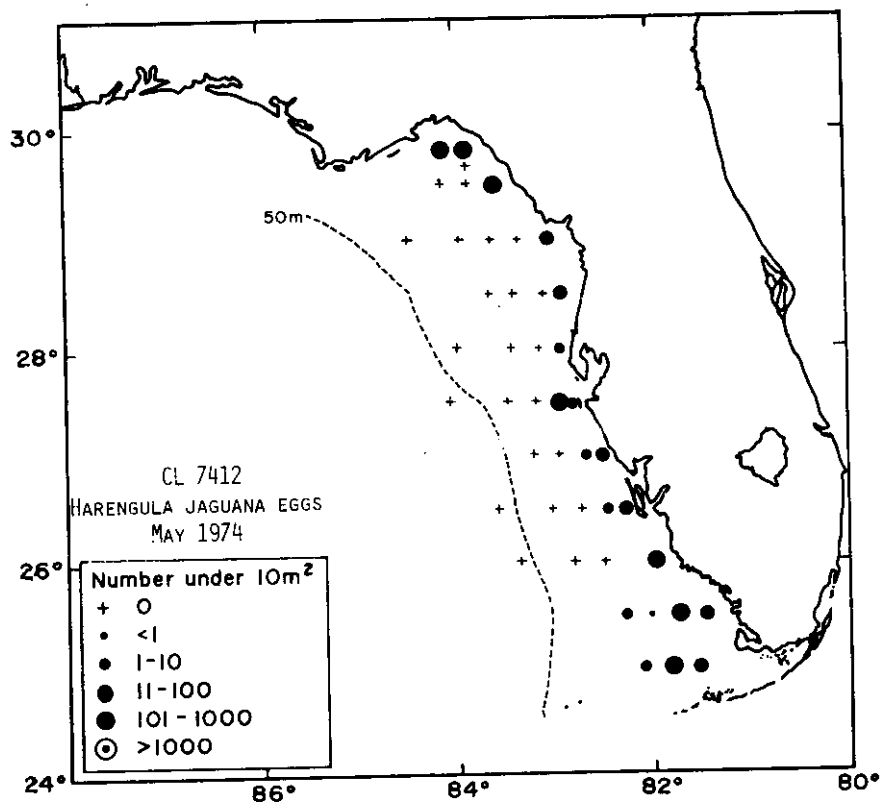 30°
50m
28°
CL 7412
HARENGULA JAGUANA EGGS
MAY 1974
26°
Number under 10m²
+ 0
<1
1-10
11-100
101-1000
>1000
24°
86°
84°
82°
80°